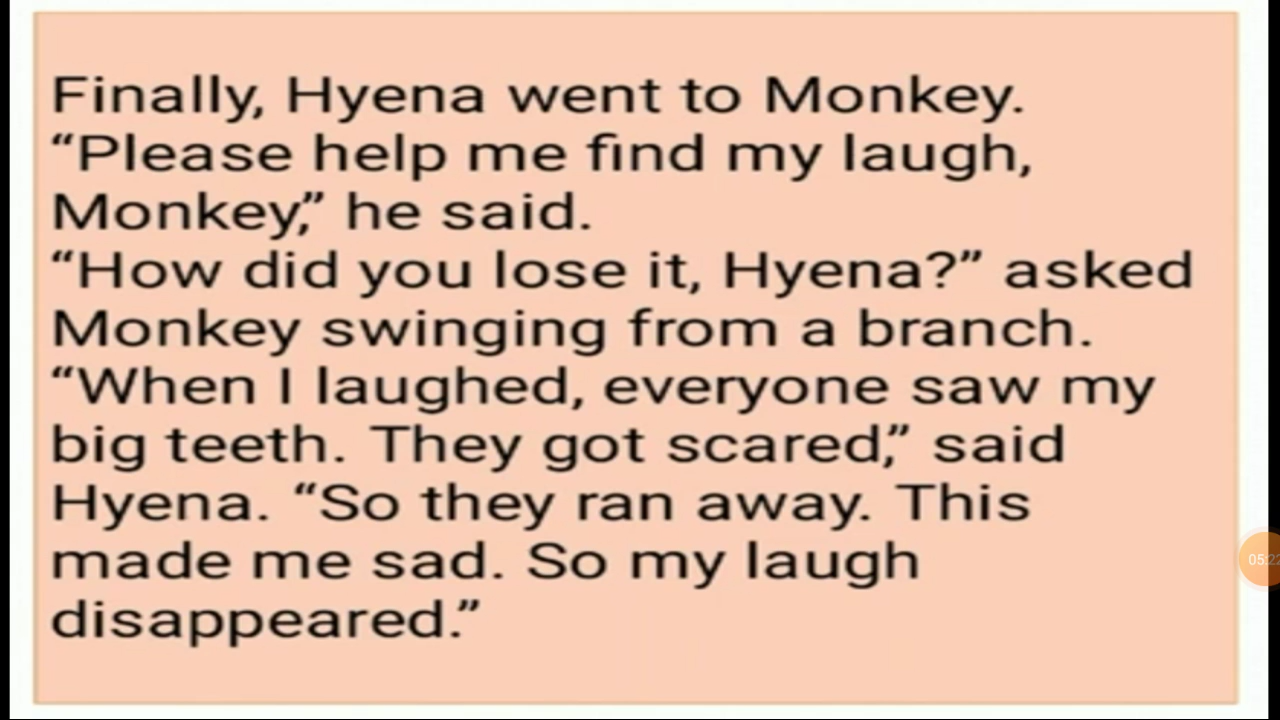 Finally, Hyena went to Monkey.
“Please help me find my laugh,
Monkey,” he said.
“How did you lose it, Hyena?” asked
Monkey swinging from a branch.
“When I laughed, everyone saw my
big teeth. They got scared,” said
Hyena. “So they ran away. This
made me sad. So my laugh
disappeared.”
05:22